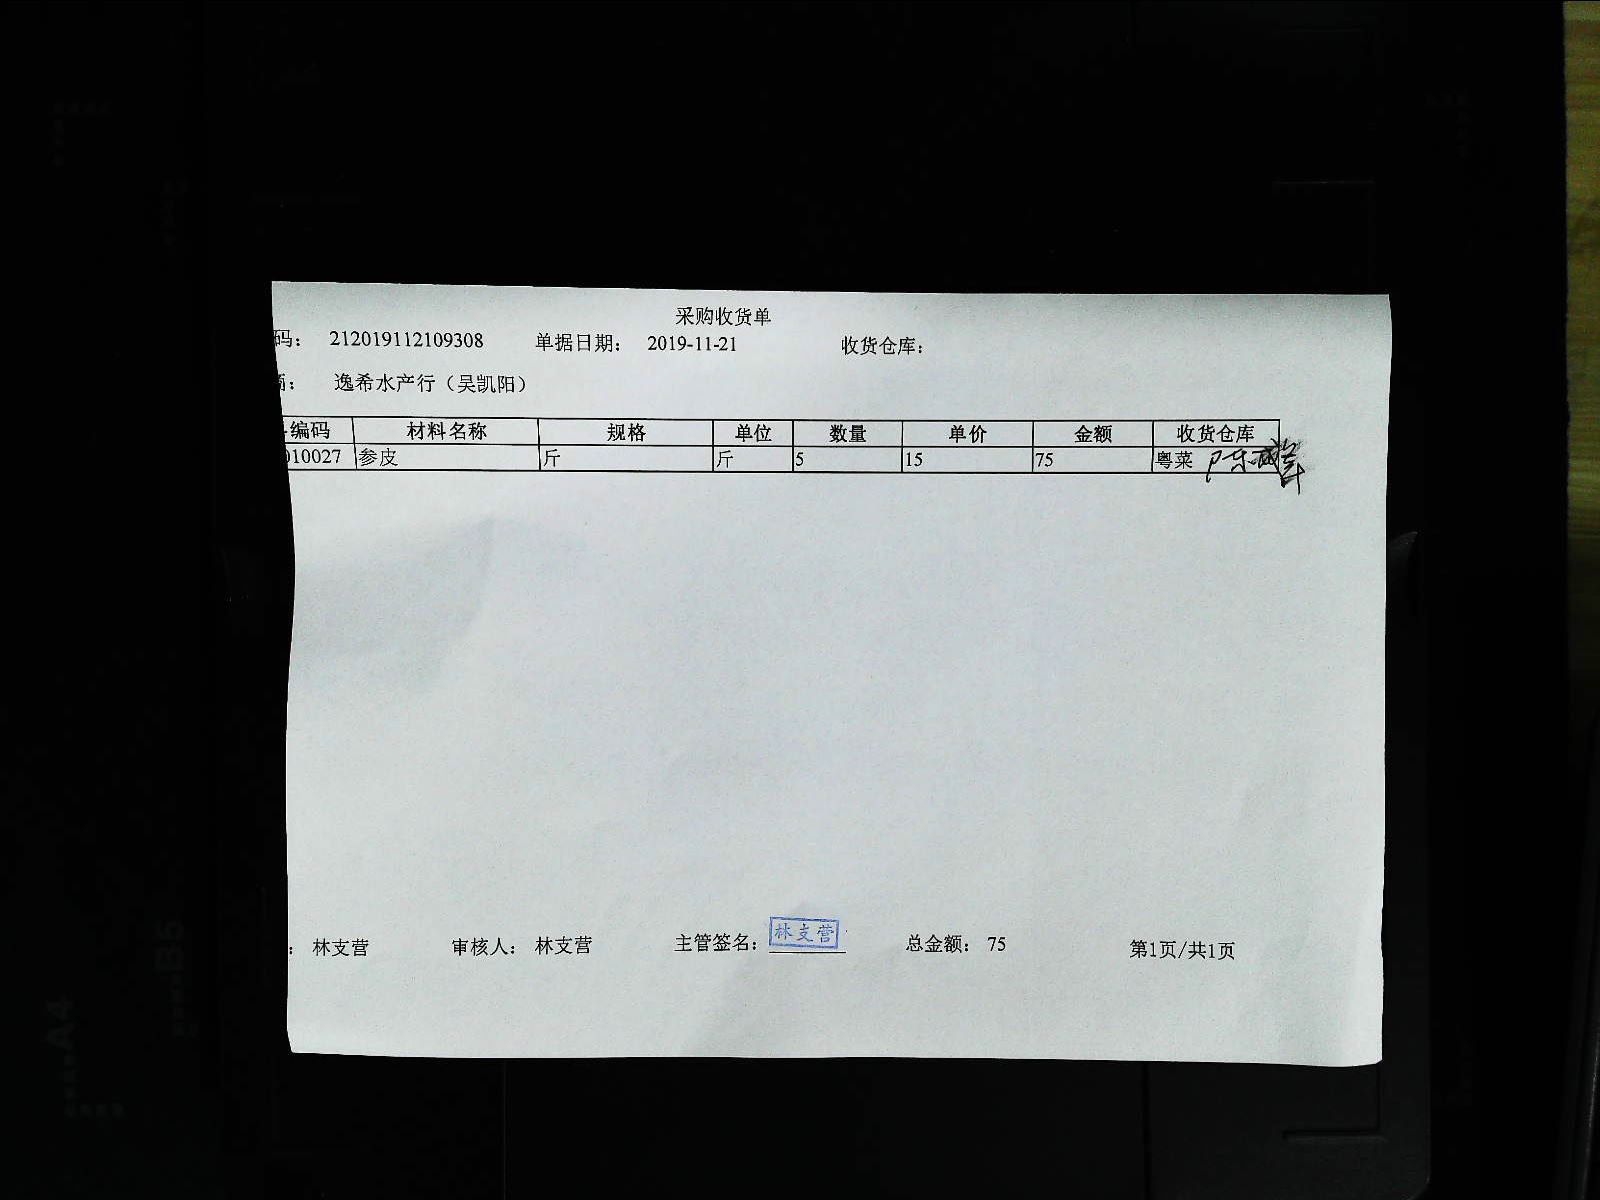 采购收货单
码： 212019112109308 单据日期： 2019-11-21 收货仓库：
商： 逸希水产行（吴凯阳）
编码 材料名称 规格 单位 数量 单价 金额 收货仓库
010027 参皮 斤 斤 5 15 75 粤菜
： 林支营 审核人： 林支营 主管签名： 林支营 总金额： 75 第1页/共1页